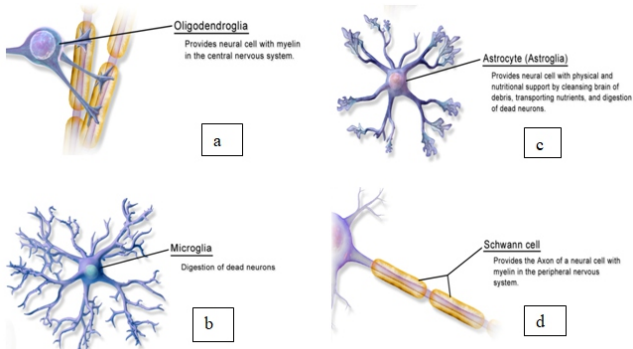 Oligodendroglia
Provides neural cell with myelin
in the central nervous system.
a
Astrocyte (Astroglia)
Provides neural cell with physical and
nutritional support by cleansing brain of
debris, transporting nutrients, and digestion
of dead neurons.
c
Microglia
Digestion of dead neurons
b
Schwann cell
Provides the Axon of a neural cell with
myelin in the peripheral nervous
system.
d